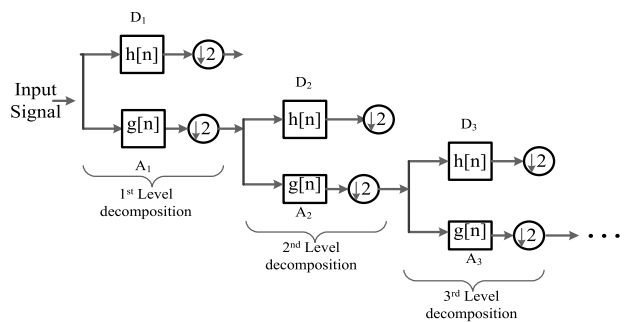 D1
h[n] ↓2
Input
Signal
g[n] ↓2
A1
1st Level
decomposition
D2
h[n] ↓2
g[n] ↓2
A2
2nd Level
decomposition
D3
h[n] ↓2
g[n] ↓2 ...
A3
3rd Level
decomposition